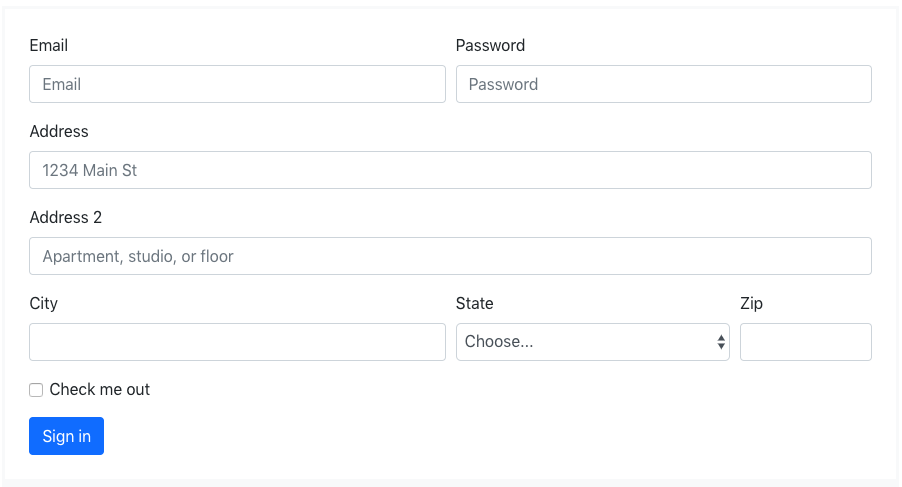 Email Password
Email Password
Address
1234 Main St
Address 2
Apartment, studio, or floor
City State Zip
Choose...
Check me out
Sign in